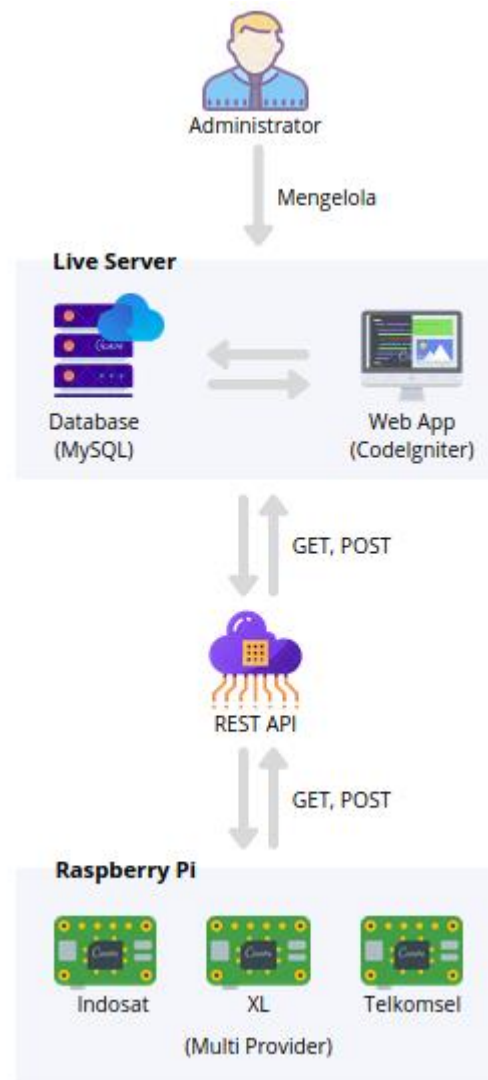 Administrator
Mengelola
Live Server
Database
(MySQL)
Web App
(CodeIgniter)
GET, POST
REST API
GET, POST
Raspberry Pi
Indosat
XL
Telkomsel
(Multi Provider)